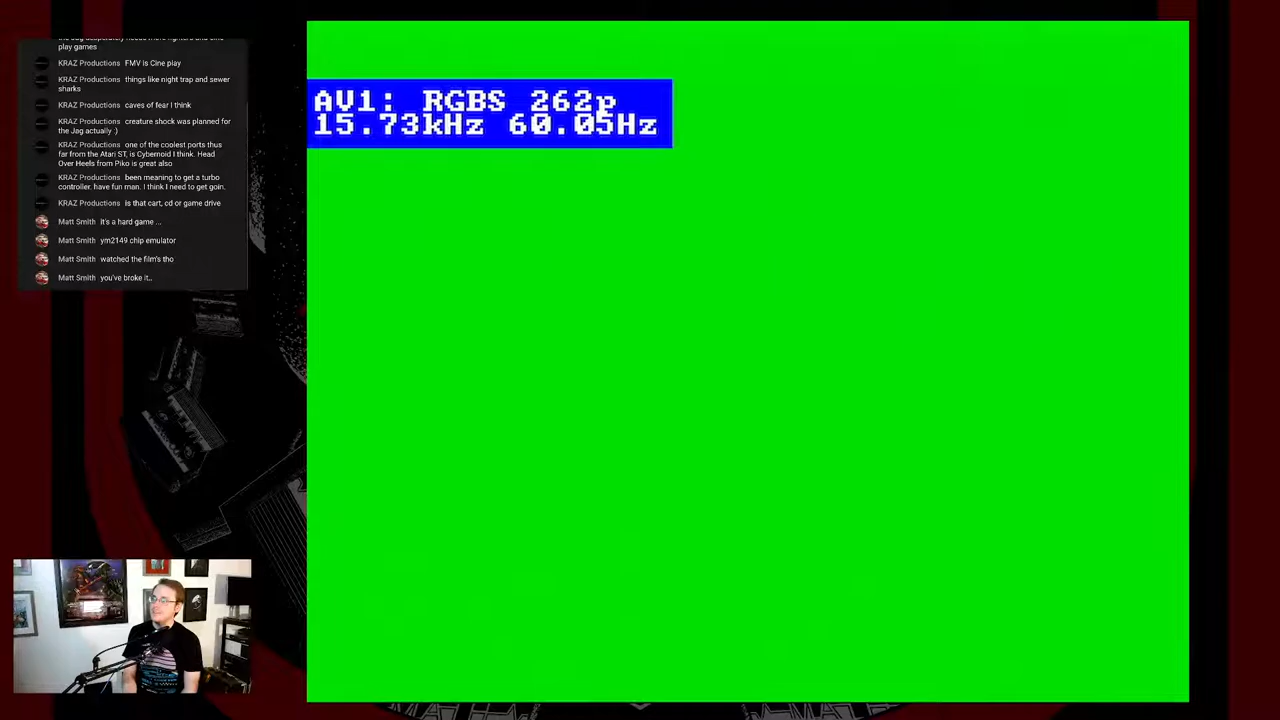 play games
KRAZ Productions FMV is Cine play
KRAZ Productions things like night trap and sewer
sharks
KRAZ Productions caves of fear I think
KRAZ Productions creature shock was planned for
the Jag actually :)
KRAZ Productions one of the coolest ports thus
far from the Atari ST, is Cybernoid I think. Head
Over Heels from Piko is great also
KRAZ Productions been meaning to get a turbo
controller. have fun man. I think I need to get goin.
KRAZ Productions is that cart, cd or game drive
Matt Smith it's a hard game ...
Matt Smith ym2149 chip emulator
Matt Smith watched the film's tho
Matt Smith you've broke it..
AV1: RGBS 262p
15.73kHz 60.05Hz